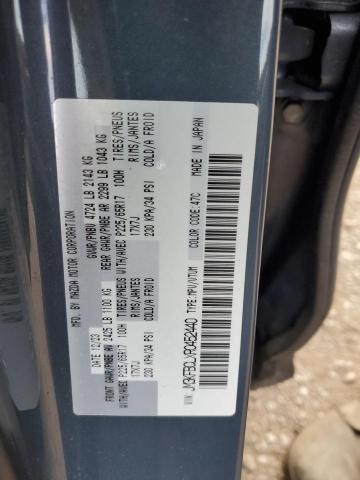 MFD. BY MAZDA MOTOR CORPORATION
12/23 GVWR/PNBV 4724 LB 2143 KG
FRONT GAWR/PNBE AV 2425 LB 1100 KG REAR GAWR/PNBE AR 2299 LB 1043 KG
WITH/AVEC P225/65R17 100H TIRES/PNEUS WITH/AVEC P225/65R17 100H TIRES/PNEUS
17X7J RIMS/JANTES 17X7J RIMS/JANTES
230 KPA/34 PSI COLD/A FROID 230 KPA/34 PSI COLD/A FROID
MADE IN JAPAN
COLOR CODE: 47C
TYPE: MPV/VTUM
VIN: